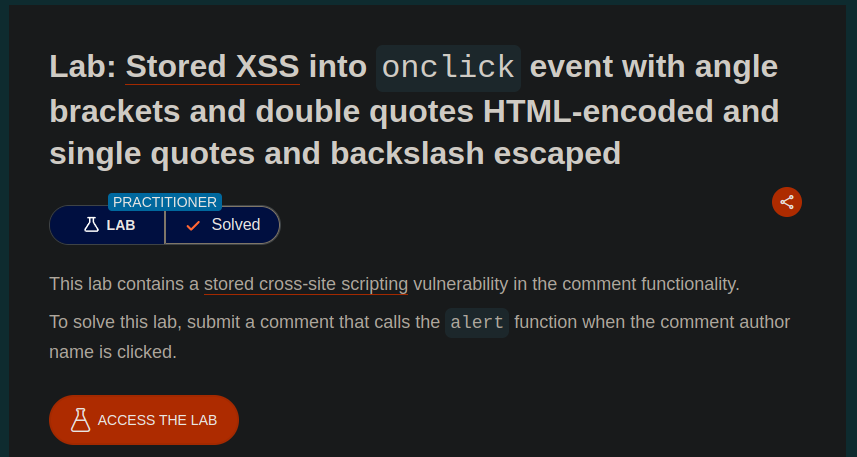 Lab: Stored XSS into onclick event with angle
brackets and double quotes HTML-encoded and
single quotes and backslash escaped
PRACTITIONER
LAB
Solved
This lab contains a stored cross-site scripting vulnerability in the comment functionality.
To solve this lab, submit a comment that calls the alert function when the comment author
name is clicked.
ACCESS THE LAB